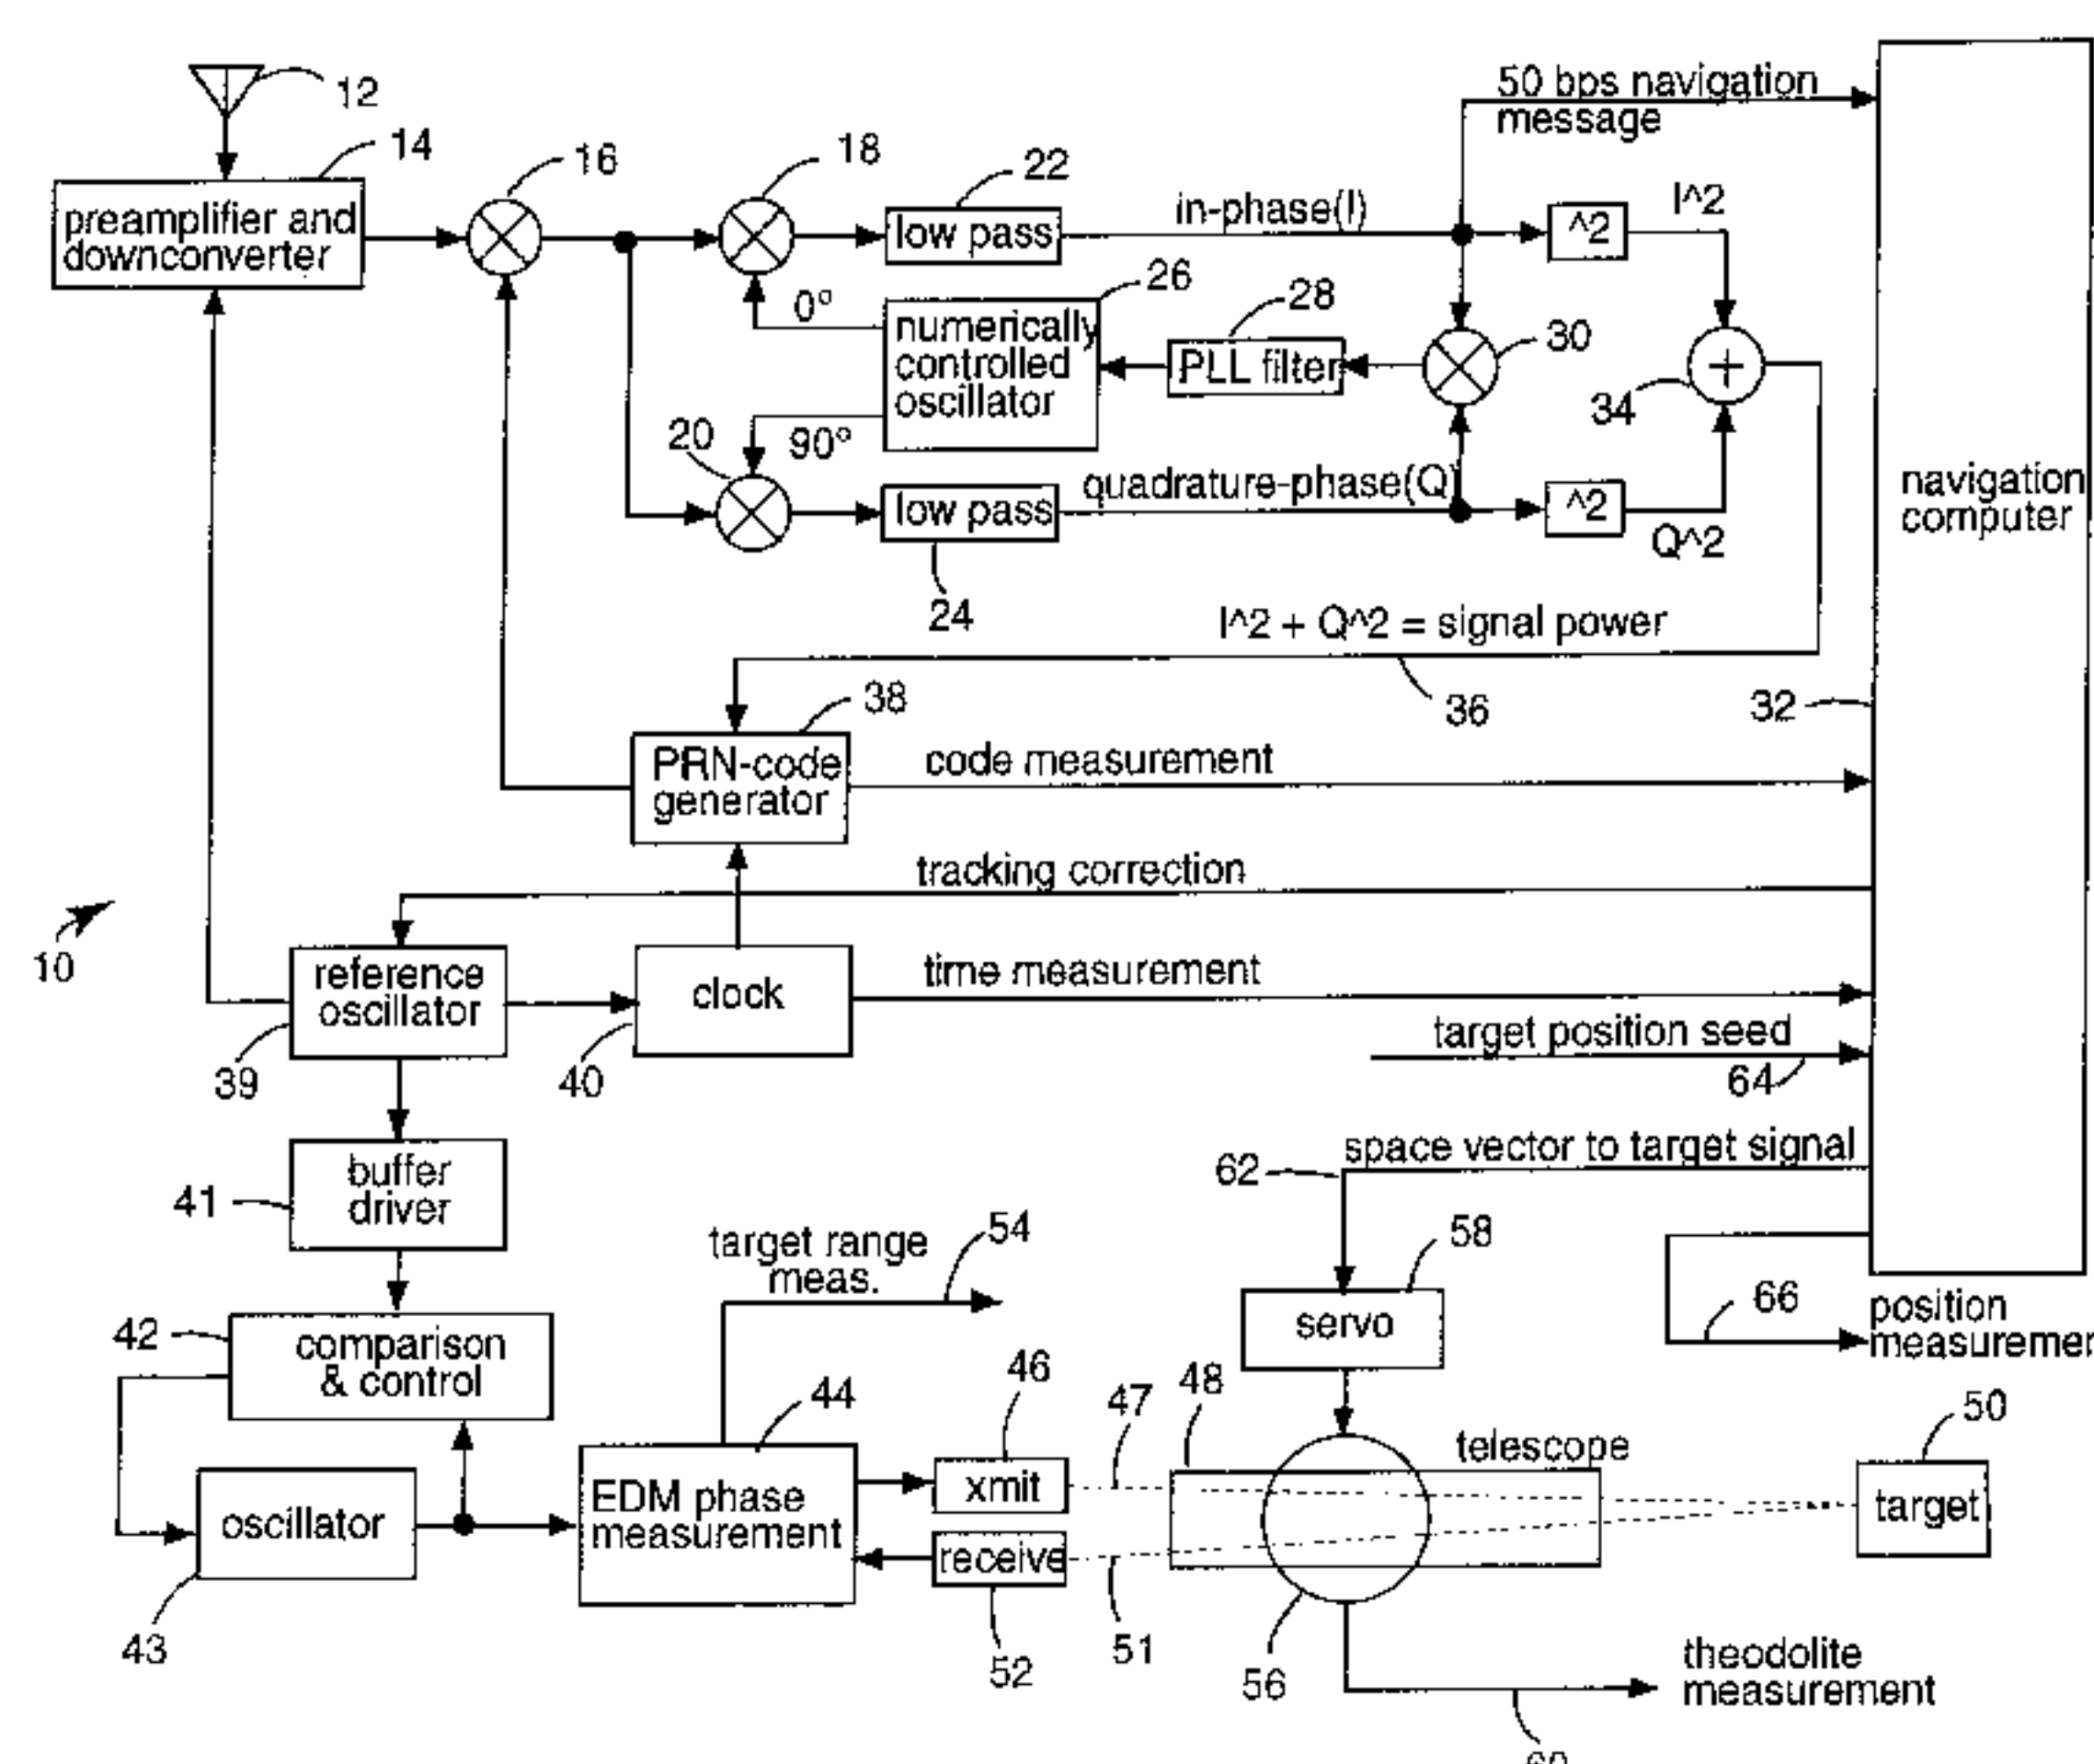 12
50 bps navigation
message
14
16
18
22
in-phase(I)
I^2
preamplifier and
downconverter
low pass
^2
0°
26
28
30
numerically
controlled
oscillator
PLL filter
+
34
20
90°
quadrature-phase(Q)
low pass
^2
Q^2
navigation
computer
24
I^2 + Q^2 = signal power
36
32
38
PRN-code
generator
code measurement
tracking correction
10
reference
oscillator
clock
time measurement
39
40
target position seed
64
space vector to target signal
62
buffer
driver
41
target range
meas.
54
58
servo
66
position
42
comparison
& control
44
46
47
48
telescope
50
oscillator
EDM phase
measurement
xmit
receive
target
43
52
51
56
theodolite
measurement